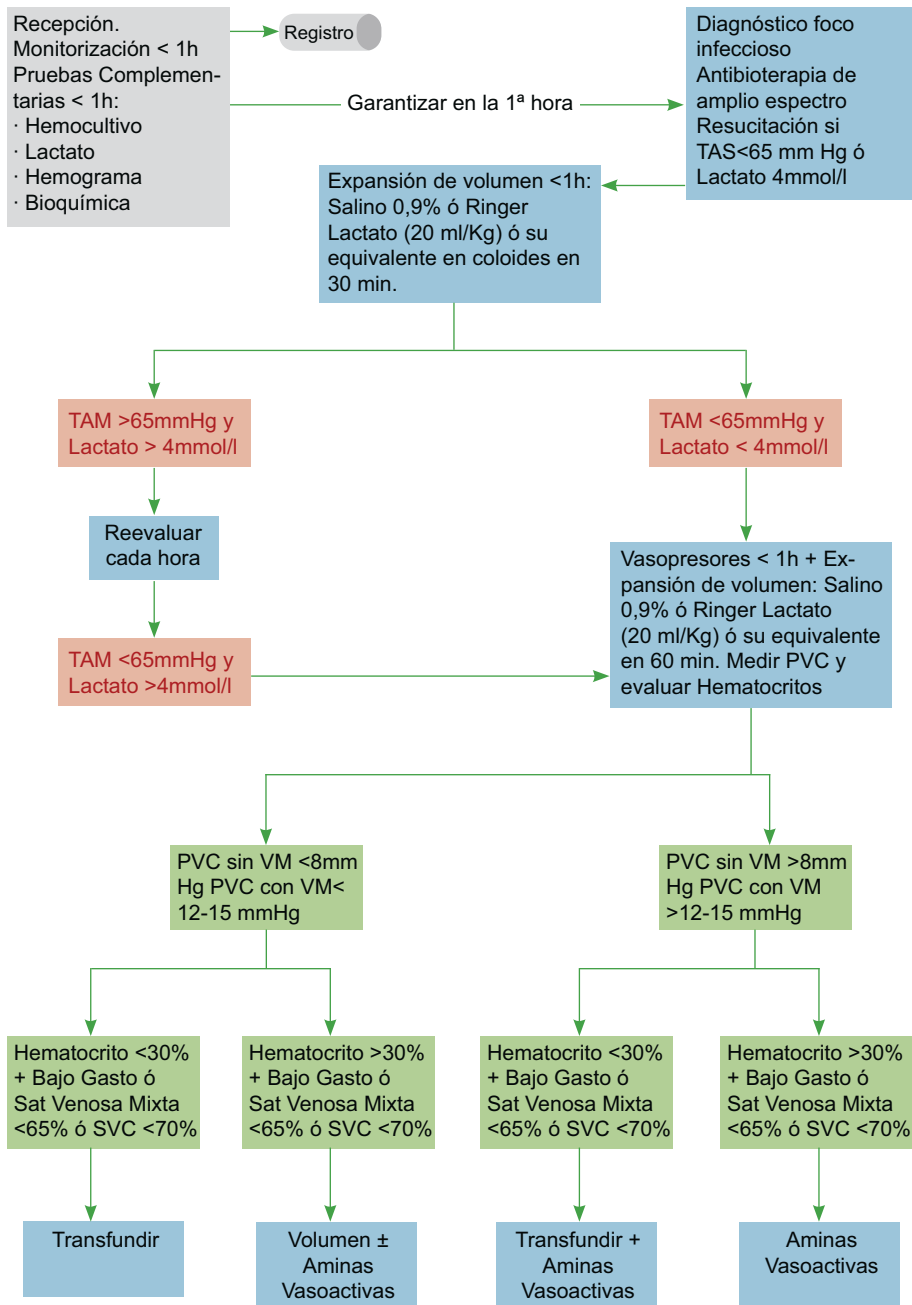 Recepción.
Monitorización < 1h
Pruebas Complemen-
tarias < 1h:
· Hemocultivo
· Lactato
· Hemograma
· Bioquímica
Registro
Garantizar en la 1ª hora
Diagnóstico foco
infeccioso
Antibioterapia de
amplio espectro
Resucitación si
TAS<65 mm Hg ó
Lactato 4mmol/l
Expansión de volumen <1h:
Salino 0,9% ó Ringer
Lactato (20 ml/Kg) ó su
equivalente en coloides en
30 min.
TAM >65mmHg y
Lactato > 4mmol/l
TAM <65mmHg y
Lactato < 4mmol/l
Reevaluar
cada hora
Vasopresores < 1h + Ex-
pansión de volumen: Salino
0,9% ó Ringer Lactato
(20 ml/Kg) ó su equivalente
en 60 min. Medir PVC y
evaluar Hematocritos
TAM <65mmHg y
Lactato >4mmol/l
PVC sin VM <8mm
Hg PVC con VM<
12-15 mmHg
PVC sin VM >8mm
Hg PVC con VM
>12-15 mmHg
Hematocrito <30%
+ Bajo Gasto ó
Sat Venosa Mixta
<65% ó SVC <70%
Hematocrito >30%
+ Bajo Gasto ó
Sat Venosa Mixta
<65% ó SVC <70%
Hematocrito <30%
+ Bajo Gasto ó
Sat Venosa Mixta
<65% ó SVC <70%
Hematocrito >30%
+ Bajo Gasto ó
Sat Venosa Mixta
<65% ó SVC <70%
Transfundir
Volumen ±
Aminas
Vasoactivas
Transfundir +
Aminas
Vasoactivas
Aminas
Vasoactivas